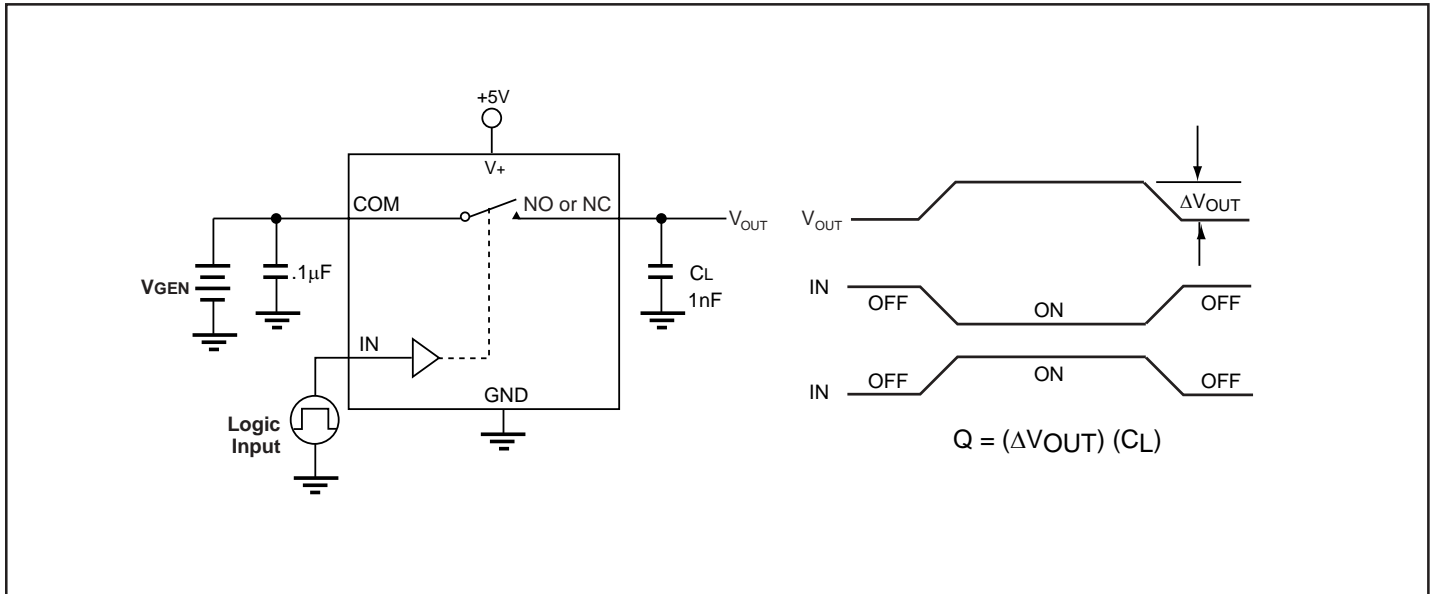 +5V
V+
COM
NO or NC
VOUT
.1µF
VGEN
CL
1nF
IN
GND
Logic
Input
VOUT
ΔVOUT
IN
OFF
ON
OFF
IN
OFF
ON
OFF
Q = (ΔVOUT) (CL)